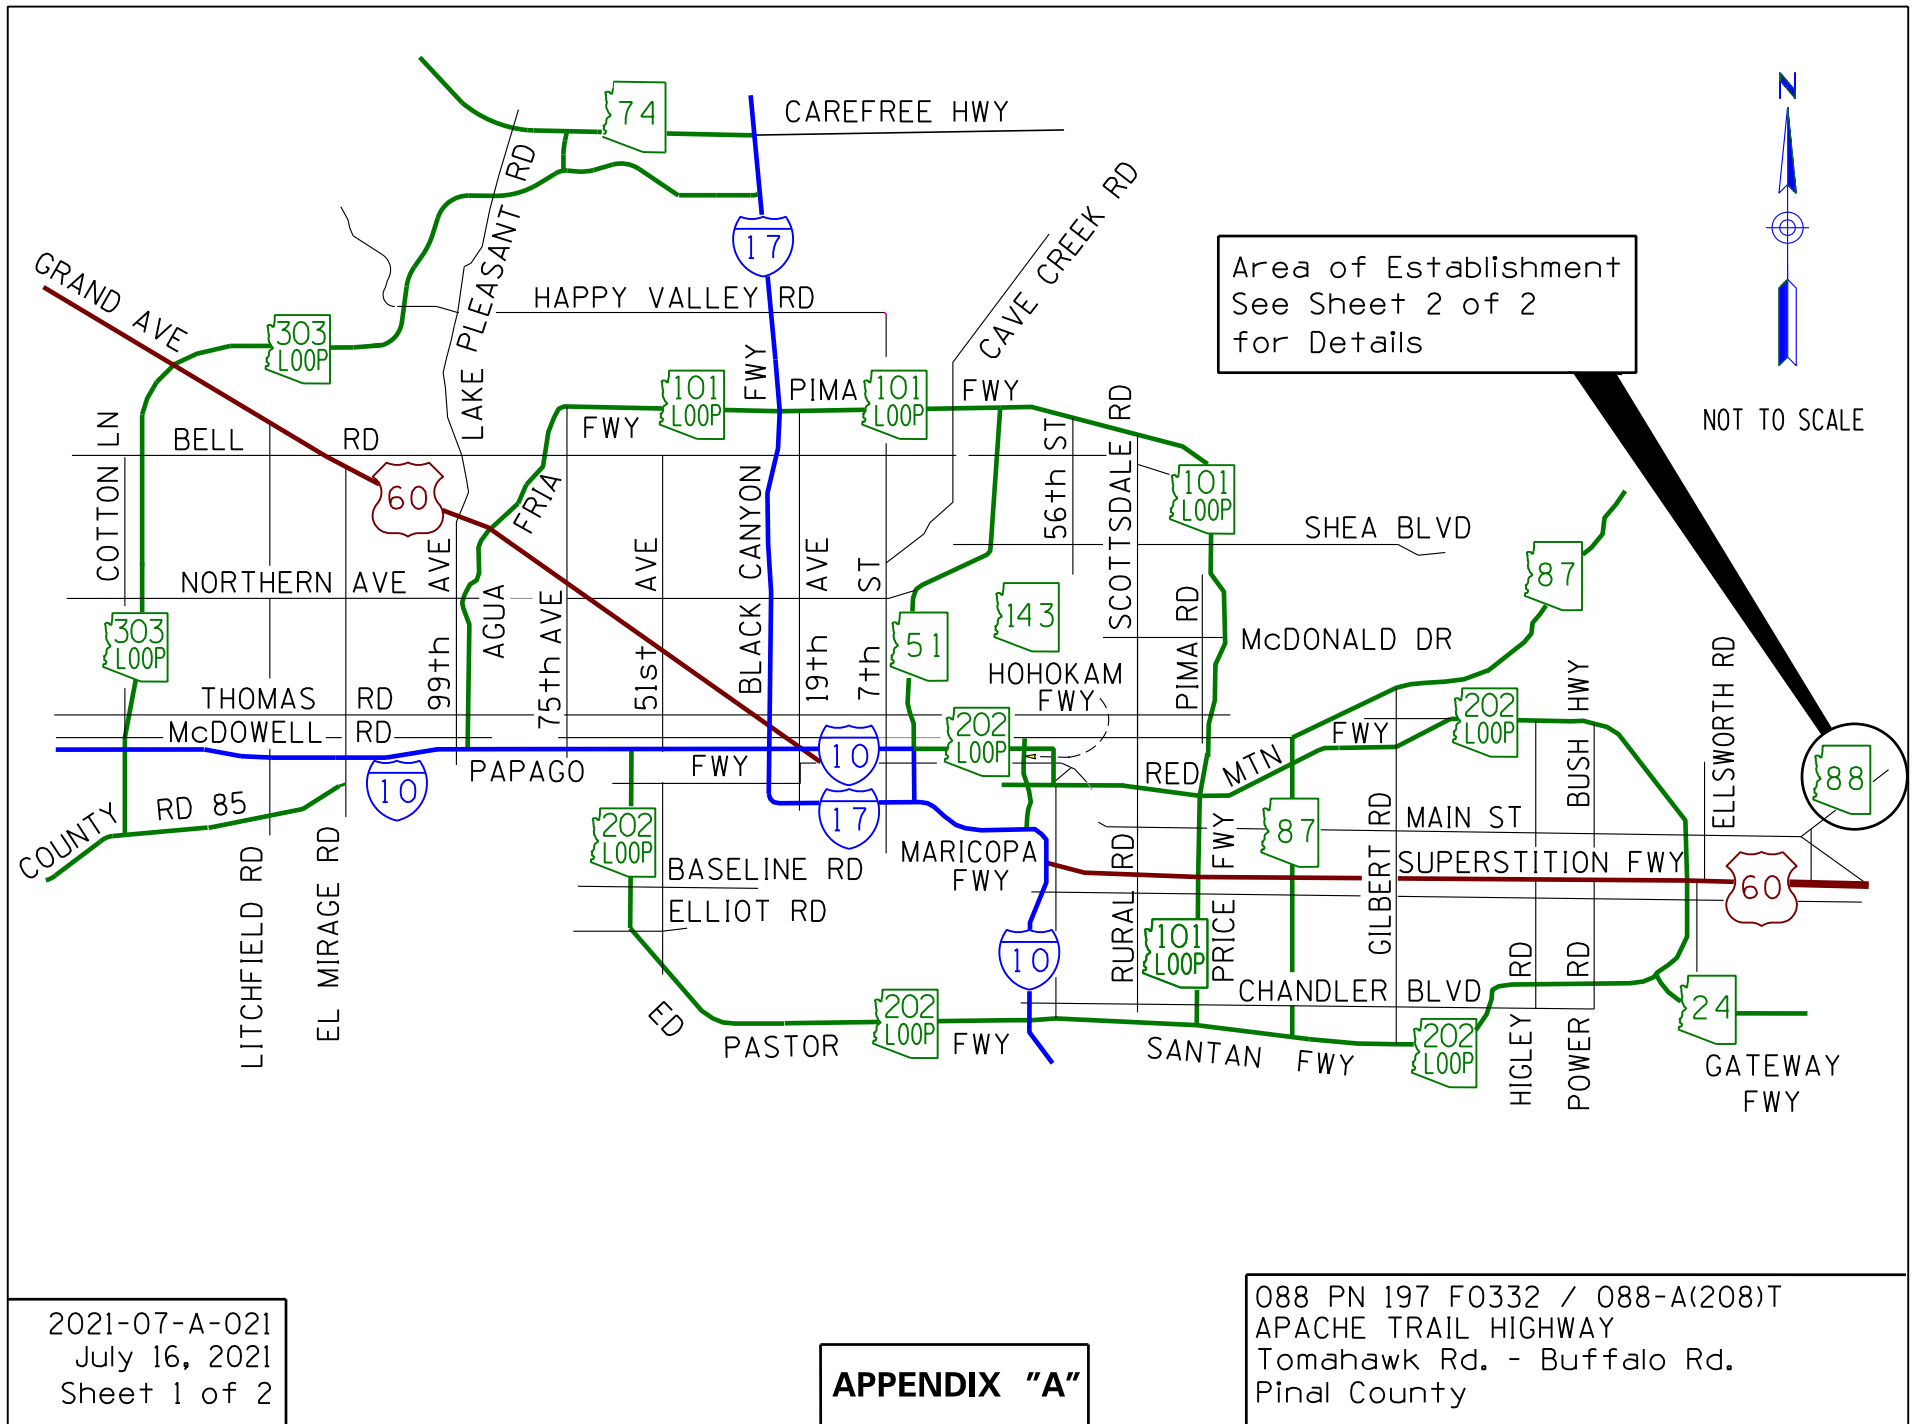 74
CAREFREE HWY
N
LAKE PLEASANT RD
17
CAVE CREEK RD
Area of Establishment
See Sheet 2 of 2
for Details
GRAND AVE
HAPPY VALLEY RD
303
LOOP
101
LOOP
FWY
PIMA
101
LOOP
FWY
NOT TO SCALE
COTTON LN
BELL RD
FWY
60
AGUA FRIA
BLACK CANYON
56th ST
SCOTTSDALE RD
101
LOOP
SHEA BLVD
87
NORTHERN AVE
99th AVE
75th AVE
51st AVE
19th AVE
7th ST
143
303
LOOP
51
PIMA RD
McDONALD DR
HOHOKAM
FWY
BUSH HWY
ELLSWORTH RD
THOMAS RD
McDOWELL RD
202
LOOP
202
LOOP
10
PAPAGO FWY
10
RED MTN FWY
88
COUNTY RD 85
17
202
LOOP
87
GILBERT RD
MAIN ST
BASELINE RD
MARICOPA
FWY
SUPERSTITION FWY
60
ELLIOT RD
LITCHFIELD RD
EL MIRAGE RD
10
RURAL RD
101
LOOP
PRICE FWY
CHANDLER BLVD
HIGLEY RD
POWER RD
24
ED PASTOR
202
LOOP
FWY
SANTAN FWY
202
LOOP
GATEWAY
FWY
2021-07-A-021
July 16, 2021
Sheet 1 of 2
APPENDIX "A"
088 PN 197 F0332 / 088-A(208)T
APACHE TRAIL HIGHWAY
Tomahawk Rd. - Buffalo Rd.
Pinal County